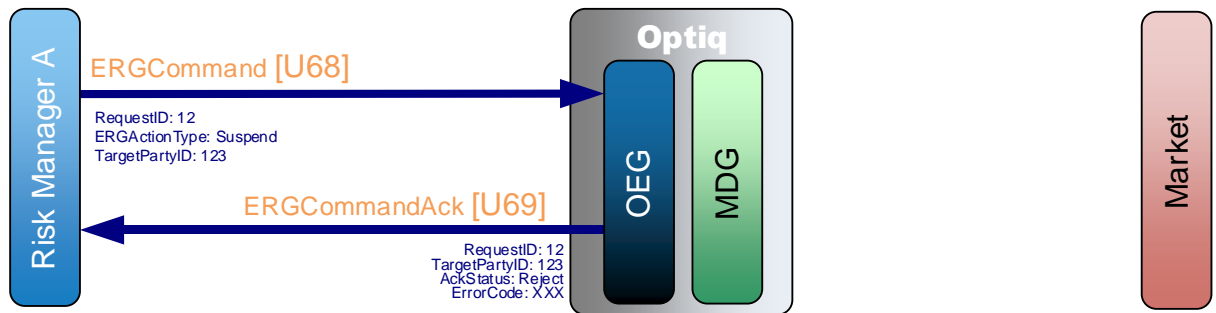 Risk Manager A
ERGCommand [U68]
RequestID: 12
ERGActionType: Suspend
TargetPartyID: 123
ERGCommandAck [U69]
RequestID: 12
TargetPartyID: 123
AckStatus: Reject
ErrorCode: XXX
Optiq
OEG
MDG
Market